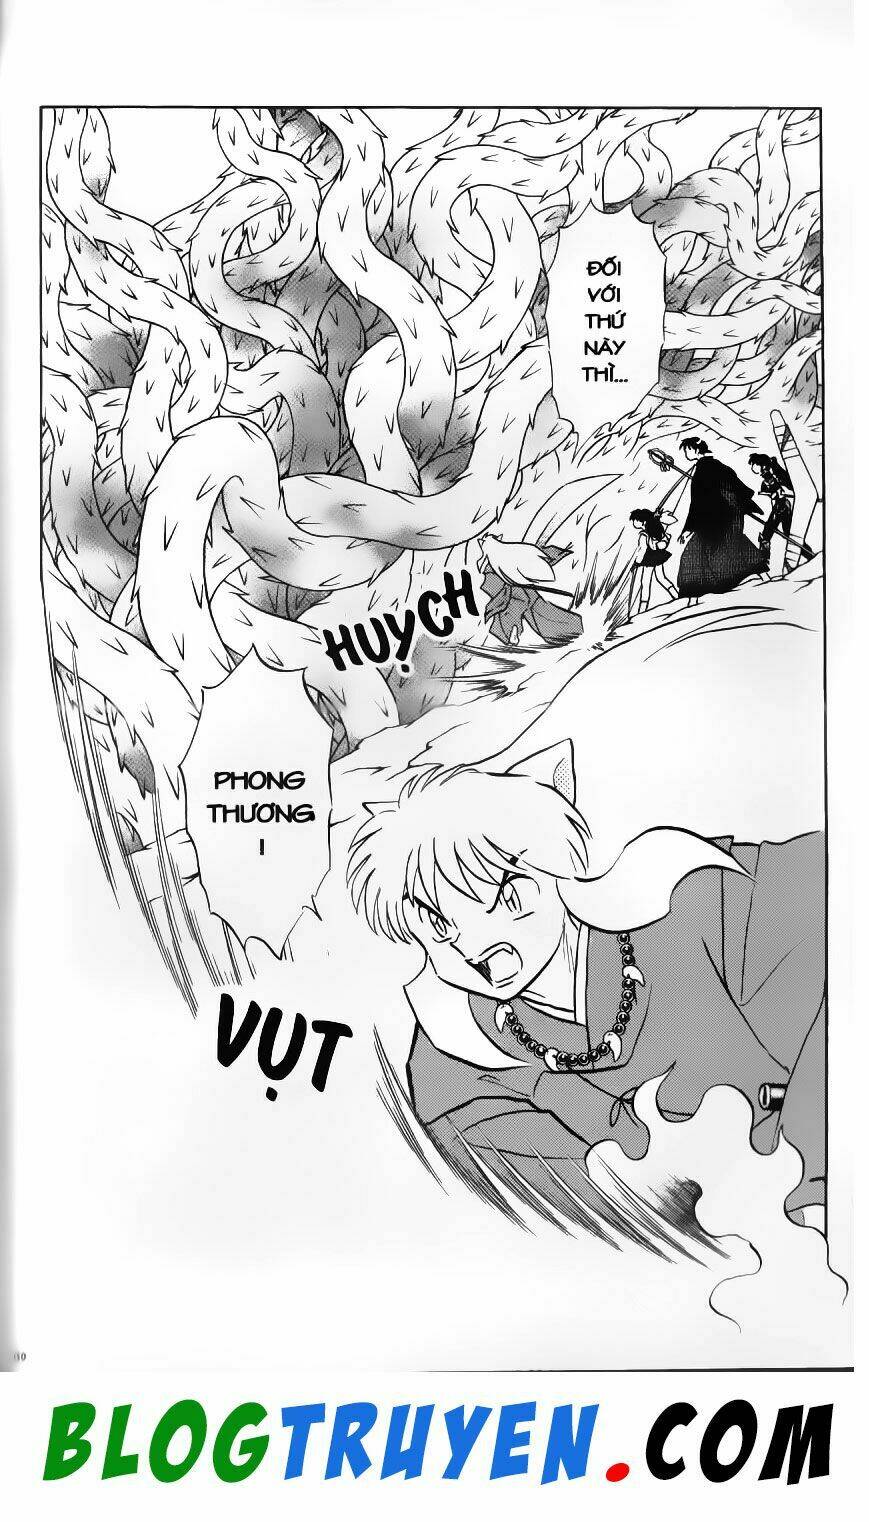 ĐỐI
VỚI
THỨ
NÀY
THÌ...
HUỴCH
PHONG
THƯƠNG
!
VỤT
BLOGTRUYEN.COM